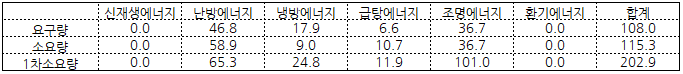 신재생에너지 난방에너지 냉방에너지 급탕에너지 조명에너지 환기에너지 합계
요구량 0.0 46.8 17.9 6.6 36.7 0.0 108.0
소요량 0.0 58.9 9.0 10.7 36.7 0.0 115.3
1차소요량 0.0 65.3 24.8 11.9 101.0 0.0 202.9